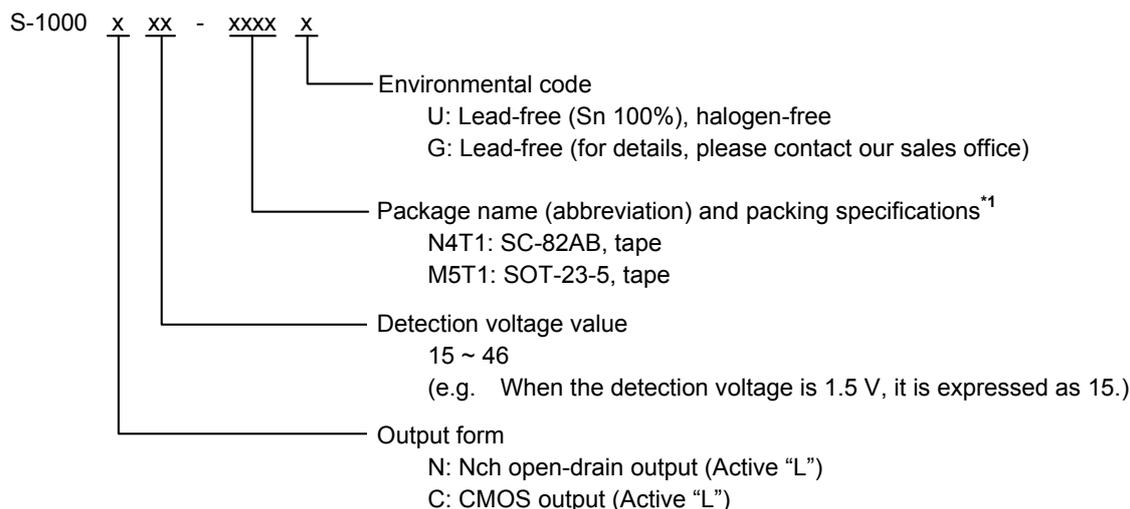 S-1000 x xx - xxxx x
Environmental code
U: Lead-free (Sn 100%), halogen-free
G: Lead-free (for details, please contact our sales office)
Package name (abbreviation) and packing specifications*1
N4T1: SC-82AB, tape
M5T1: SOT-23-5, tape
Detection voltage value
15 ~ 46
(e.g. When the detection voltage is 1.5 V, it is expressed as 15.)
Output form
N: Nch open-drain output (Active “L”)
C: CMOS output (Active “L”)